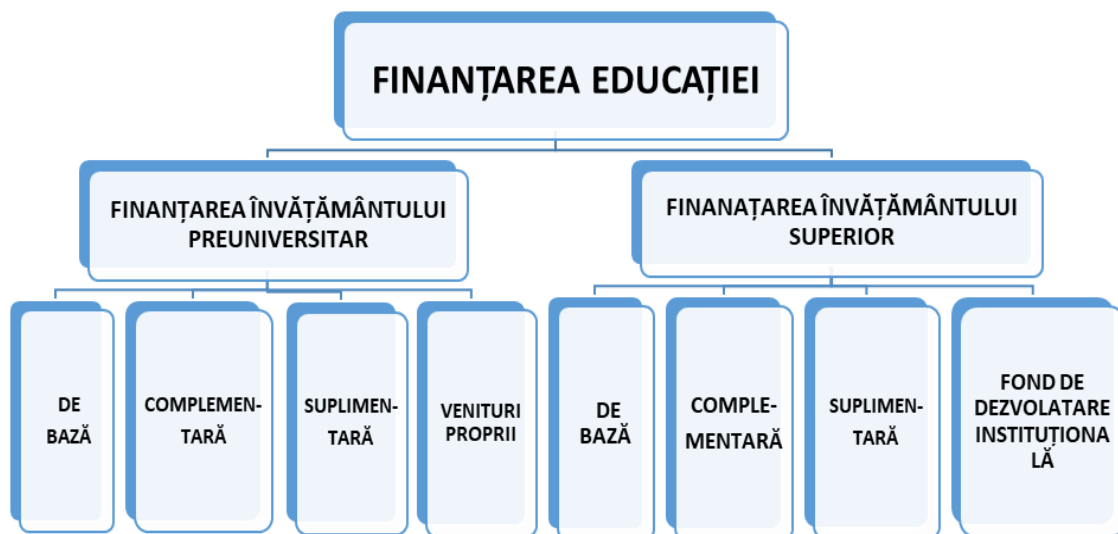 FINANȚAREA EDUCAȚIEI
FINANȚAREA ÎNVĂȚĂMÂNTULUI
PREUNIVERSITAR
FINANAȚAREA ÎNVĂȚĂMÂNTULUI
SUPERIOR
DE
BAZĂ
COMPLEMEN-
TARĂ
SUPLIMEN-
TARĂ
VENITURI
PROPRII
DE
BAZĂ
COMPLE-
MENTARĂ
SUPLIMEN-
TARĂ
FOND DE
DEZVOLATARE
INSTITUȚIONA
LĂ